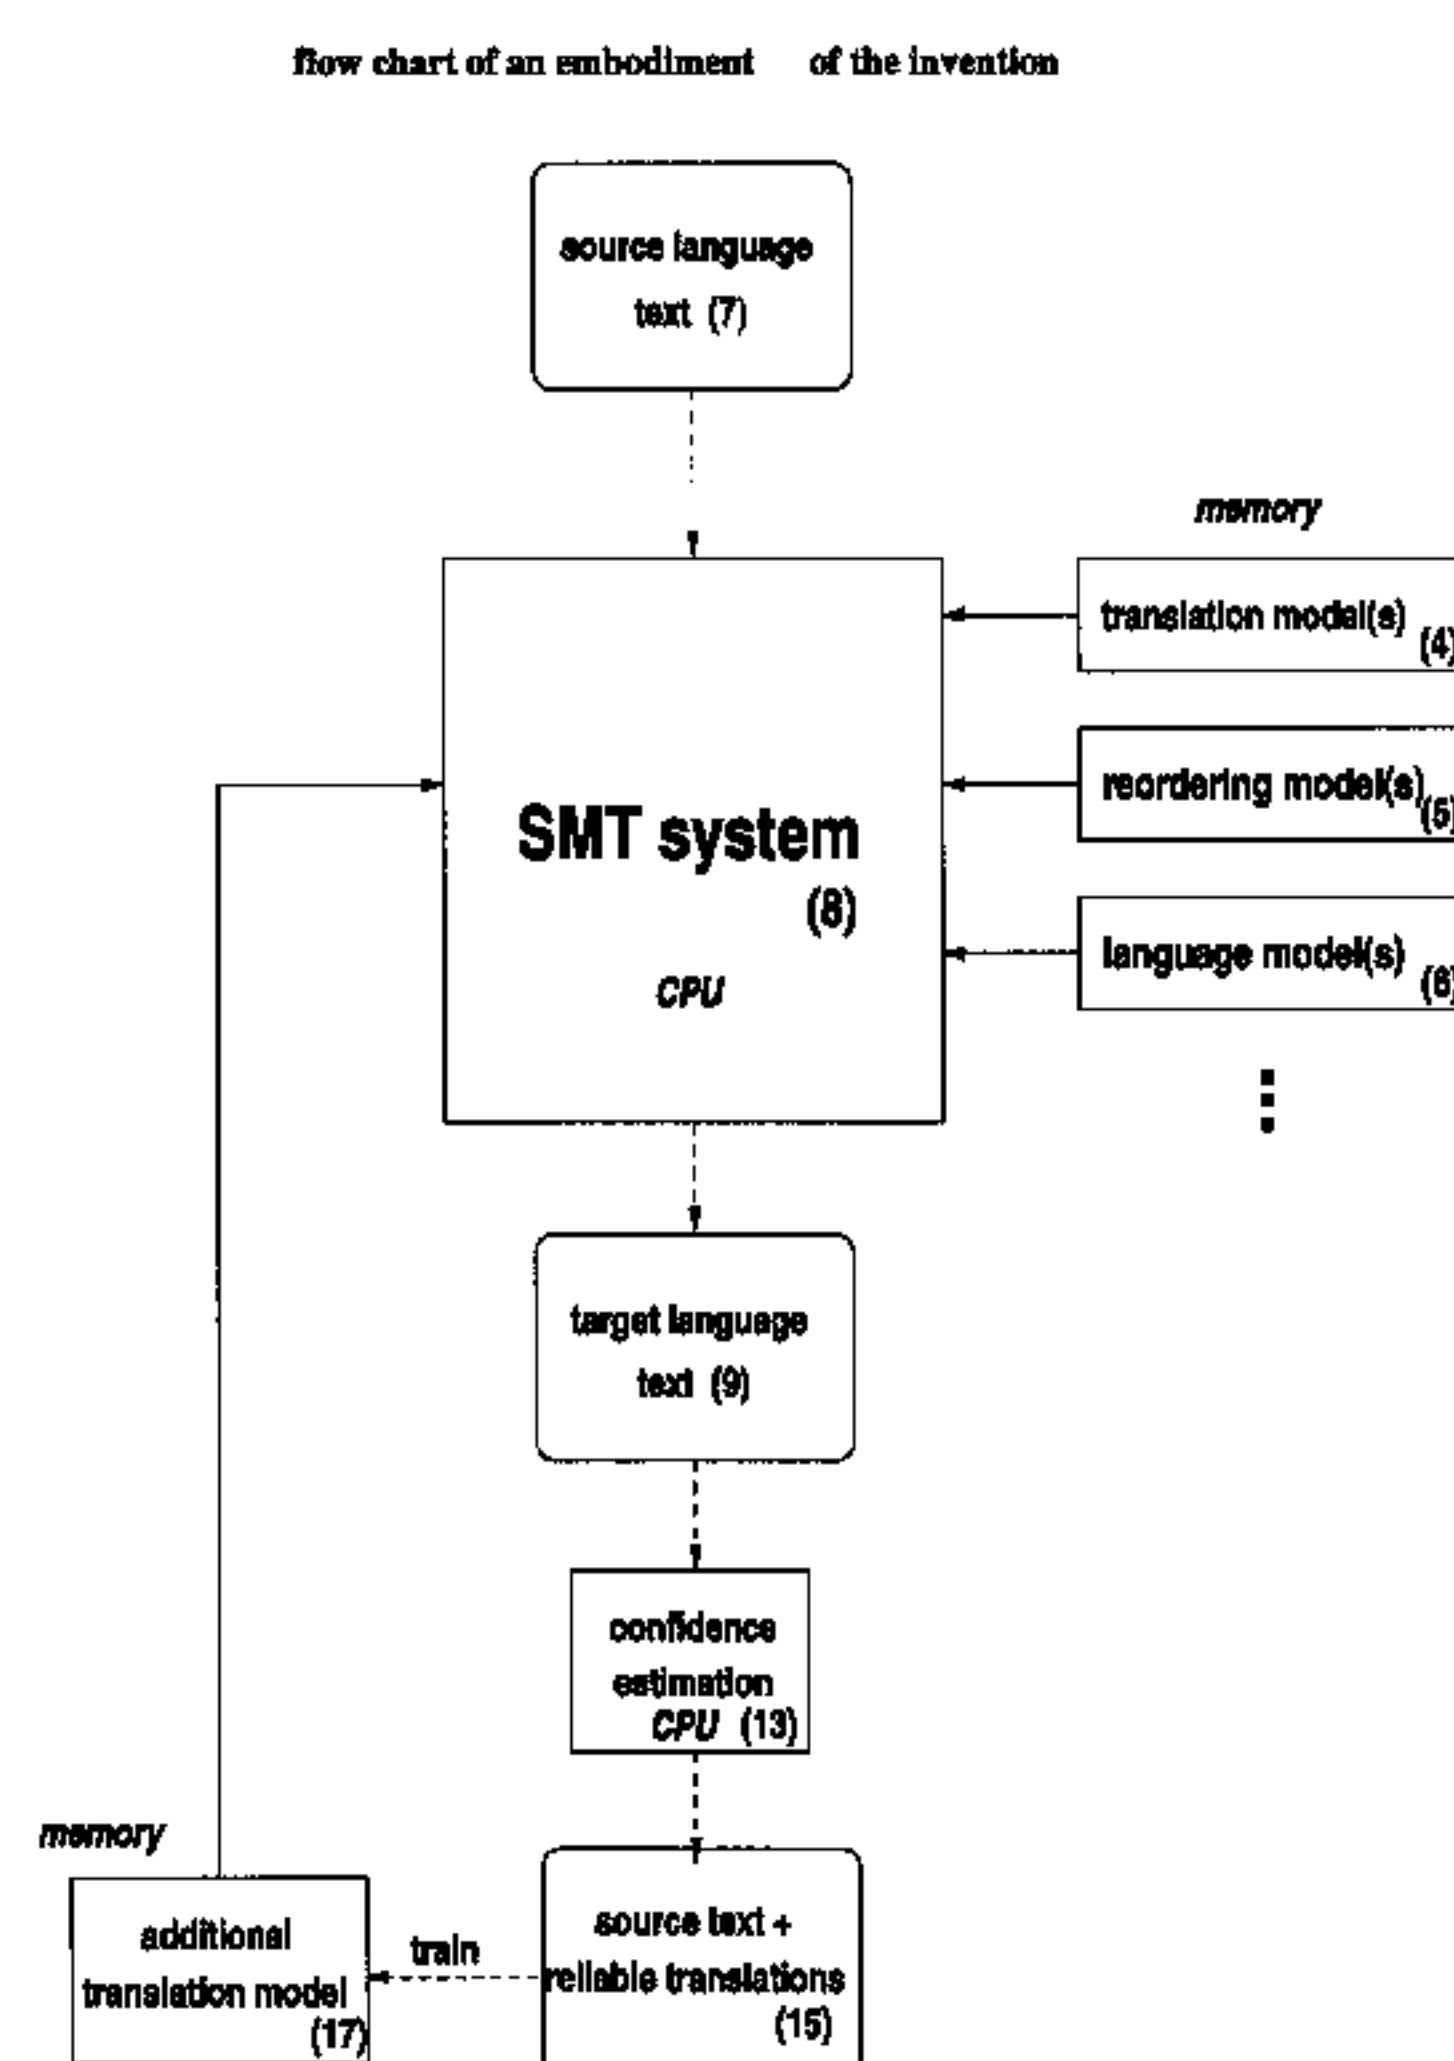 flow chart of an embodiment of the invention
source language
text (7)
memory
translation model(s)
(4)
reordering model(s)
(5)
SMT system
(8)
language model(s)
(6)
CPU
target language
text (9)
confidence
estimation
CPU (13)
memory
additional
translation model
(17)
train
source text +
reliable translations
(15)